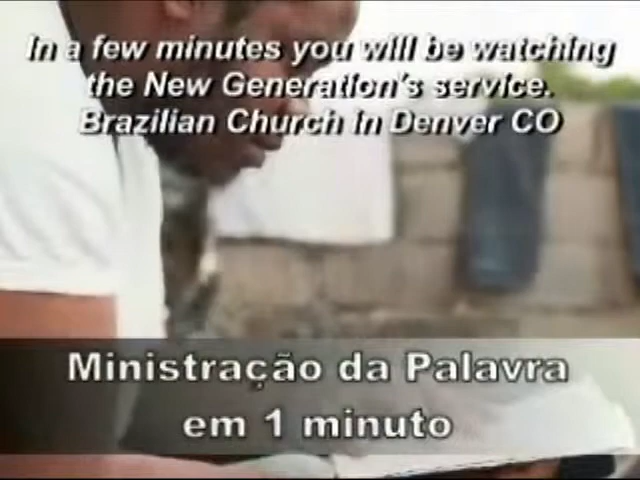 In a few minutes you will be watching
the New Generation's service.
Brazilian Church in Denver CO
Ministração da Palavra
em 1 minuto